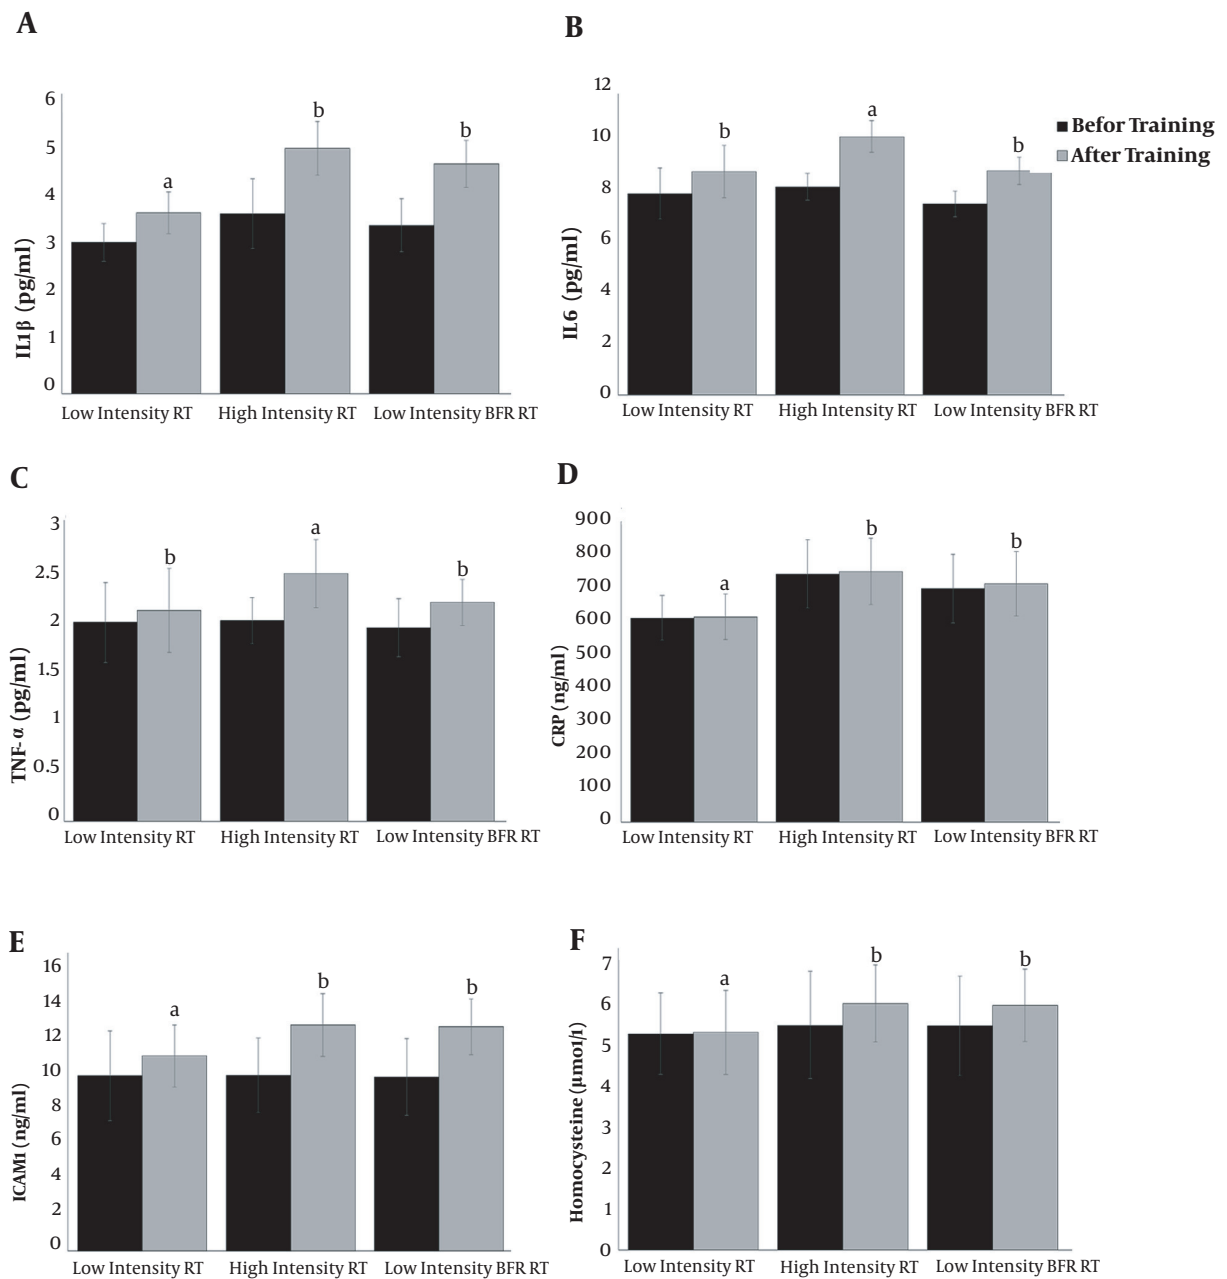 A
6
5
4
3
2
1
0
IL1β (pg/ml)
a
b
b
Low Intensity RT
High Intensity RT
Low Intensity BFR RT
B
12
10
8
6
4
2
0
IL6 (pg/ml)
b
a
b
Befor Training
After Training
Low Intensity RT
High Intensity RT
Low Intensity BFR RT
C
3
2.5
2
1.5
1
0.5
0
TNF-α (pg/ml)
b
a
b
Low Intensity RT
High Intensity RT
Low Intensity BFR RT
D
900
800
700
600
500
400
300
200
100
0
CRP (ng/ml)
a
b
b
Low Intensity RT
High Intensity RT
Low Intensity BFR RT
E
16
14
12
10
8
6
4
2
0
ICAM1 (ng/ml)
a
b
b
Low Intensity RT
High Intensity RT
Low Intensity BFR RT
F
7
6
5
4
3
2
1
0
Homocysteine (μmo1/1)
a
b
b
Low Intensity RT
High Intensity RT
Low Intensity BFR RT